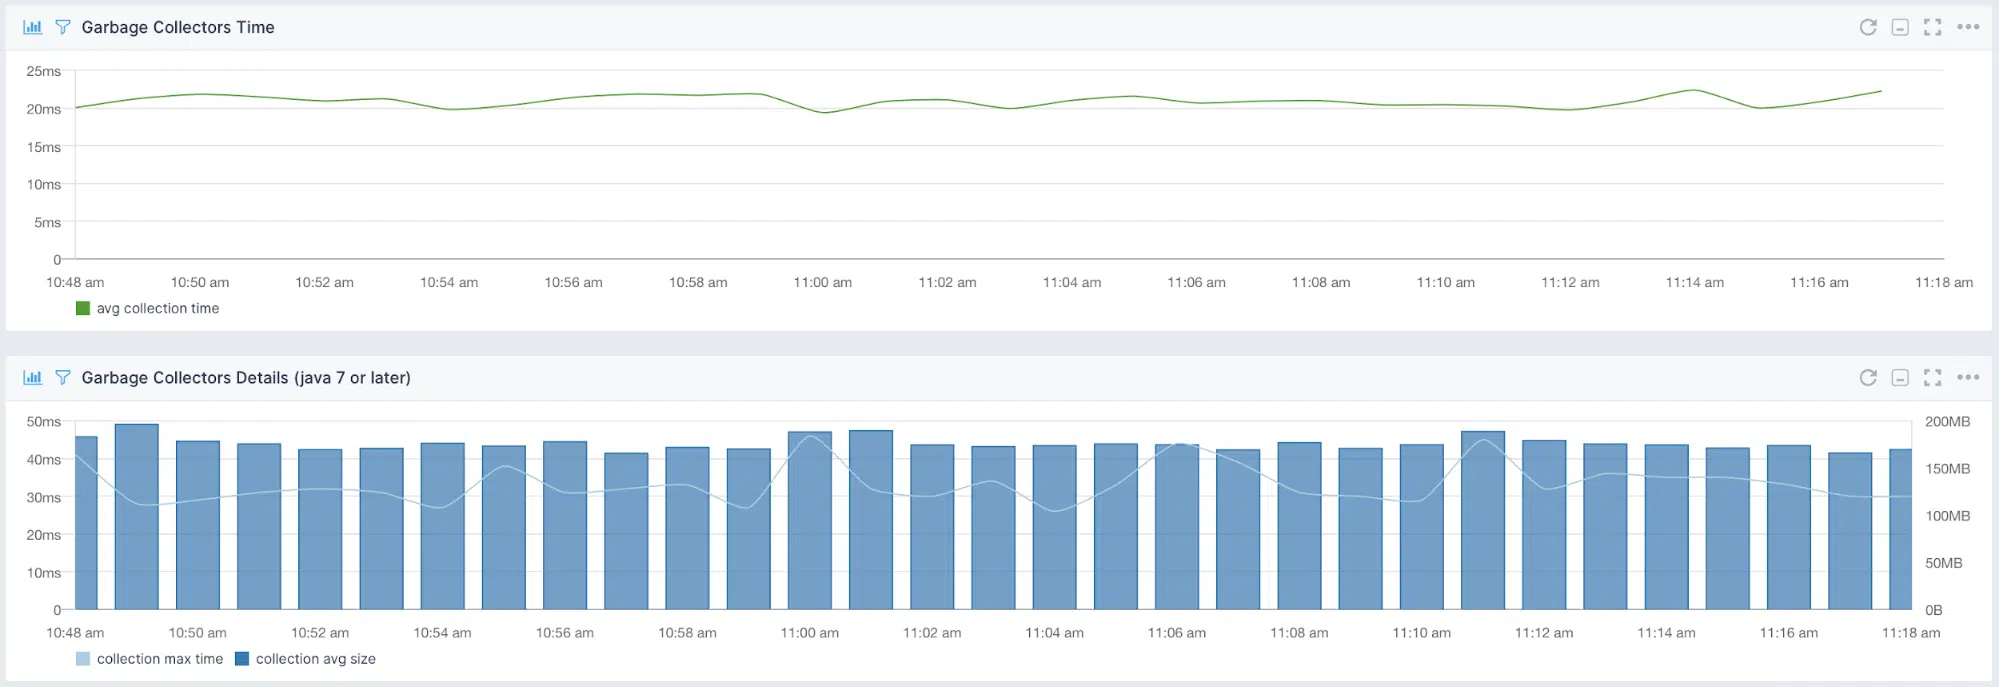 Garbage Collectors Time
25ms
20ms
15ms
10ms
5ms
0
10:48 am 10:50 am 10:52 am 10:54 am 10:56 am 10:58 am 11:00 am 11:02 am 11:04 am 11:06 am 11:08 am 11:10 am 11:12 am 11:14 am 11:16 am 11:18 am
avg collection time
Garbage Collectors Details (java 7 or later)
50ms 200MB
40ms 150MB
30ms 100MB
20ms 50MB
10ms
0 0B
10:48 am 10:50 am 10:52 am 10:54 am 10:56 am 10:58 am 11:00 am 11:02 am 11:04 am 11:06 am 11:08 am 11:10 am 11:12 am 11:14 am 11:16 am 11:18 am
collection max time collection avg size